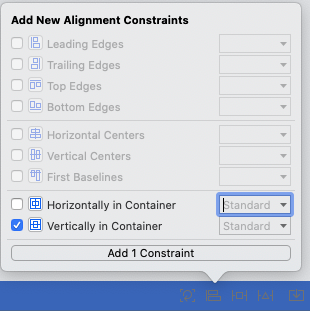 Add New Alignment Constraints
Leading Edges
Trailing Edges
Top Edges
Bottom Edges
Horizontal Centers
Vertical Centers
First Baselines
Horizontally in Container Standard
Vertically in Container Standard
Add 1 Constraint